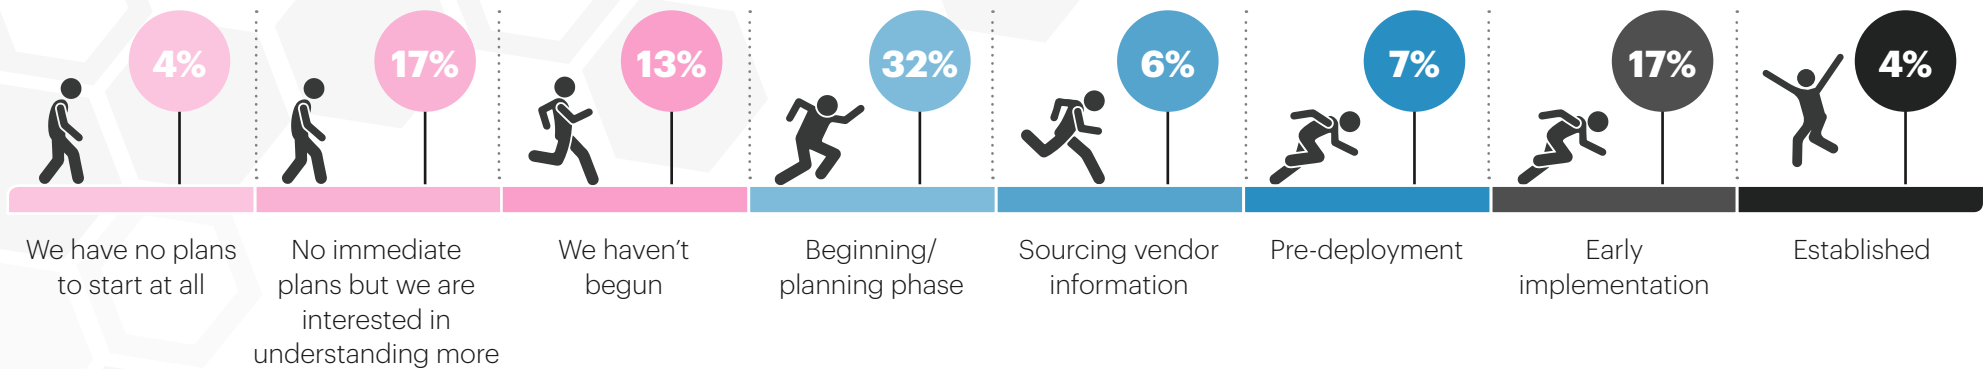 4%
17%
13%
32%
6%
7%
17%
4%
We have no plans
to start at all
No immediate
plans but we are
interested in
understanding more
We haven't
begun
Beginning/
planning phase
Sourcing vendor
information
Pre-deployment
Early
implementation
Established